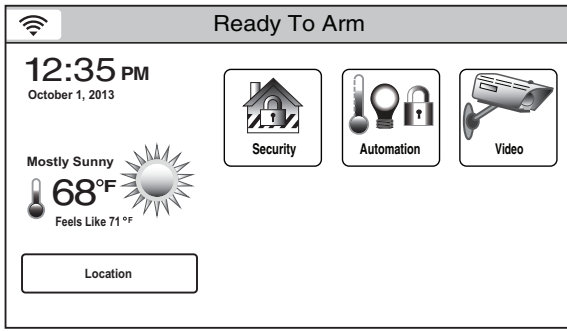 Ready To Arm
12:35 PM
October 1, 2013
Mostly Sunny
68°F
Feels Like 71 °F
Location
Security
Automation
Video